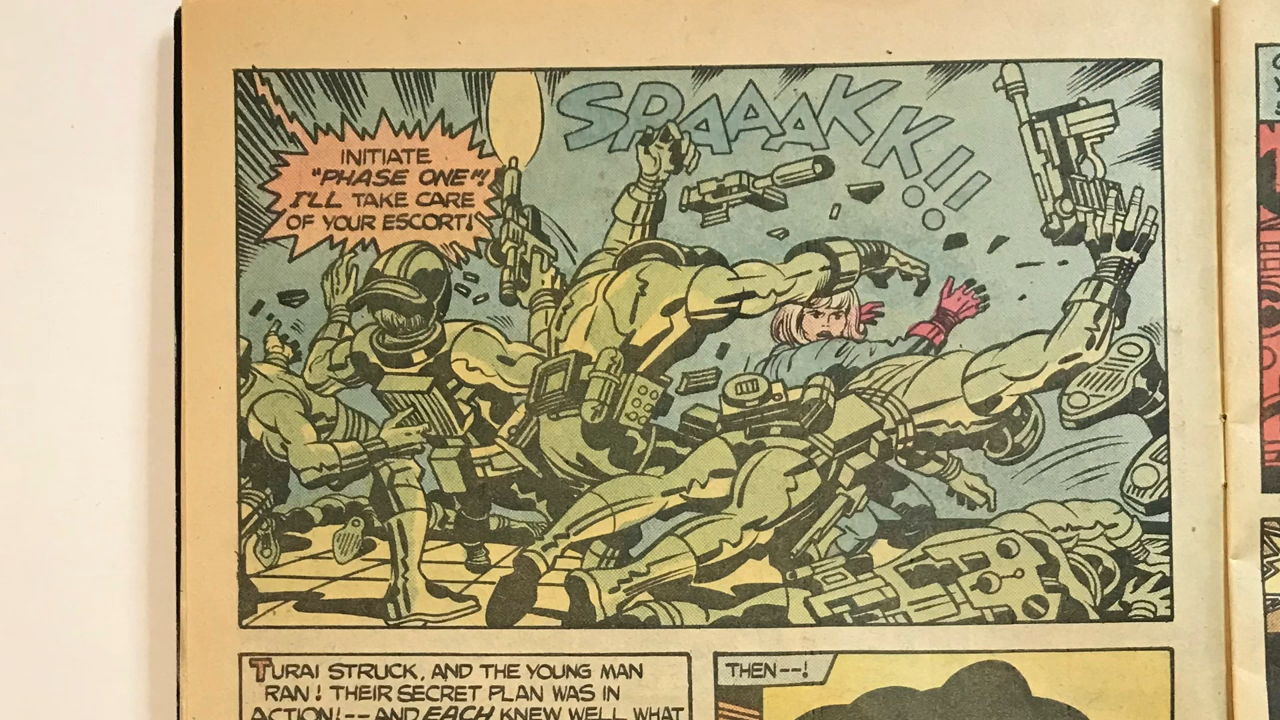 INITIATE
"PHASE ONE"!
I'LL TAKE CARE
OF YOUR ESCORT!
SPRAAAKK!!!
TURAI STRUCK, AND THE YOUNG MAN
RAN! THEIR SECRET PLAN WAS IN
ACTION!-- AND EACH KNEW WELL WHAT
THEN--!